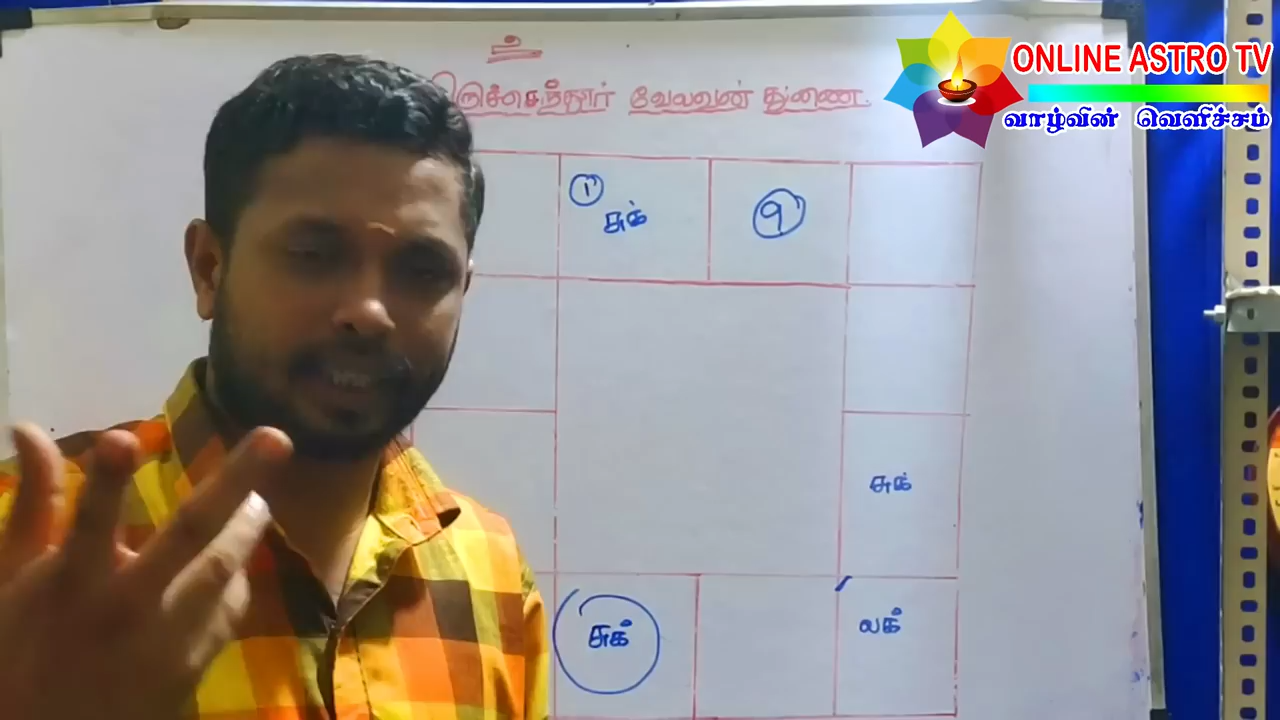 உ
ONLINE ASTRO TV
திருச்செந்தூர் வேலவன் துணை.
வாழ்வின் வெளிச்சம்
1
சுக்
9
சுக்
சுக்
லக்